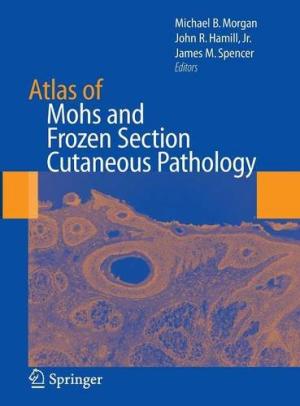 Michael B. Morgan
John R. Hamill, Jr.
James M. Spencer
Editors
Atlas of
Mohs and
Frozen Section
Cutaneous Pathology
Springer